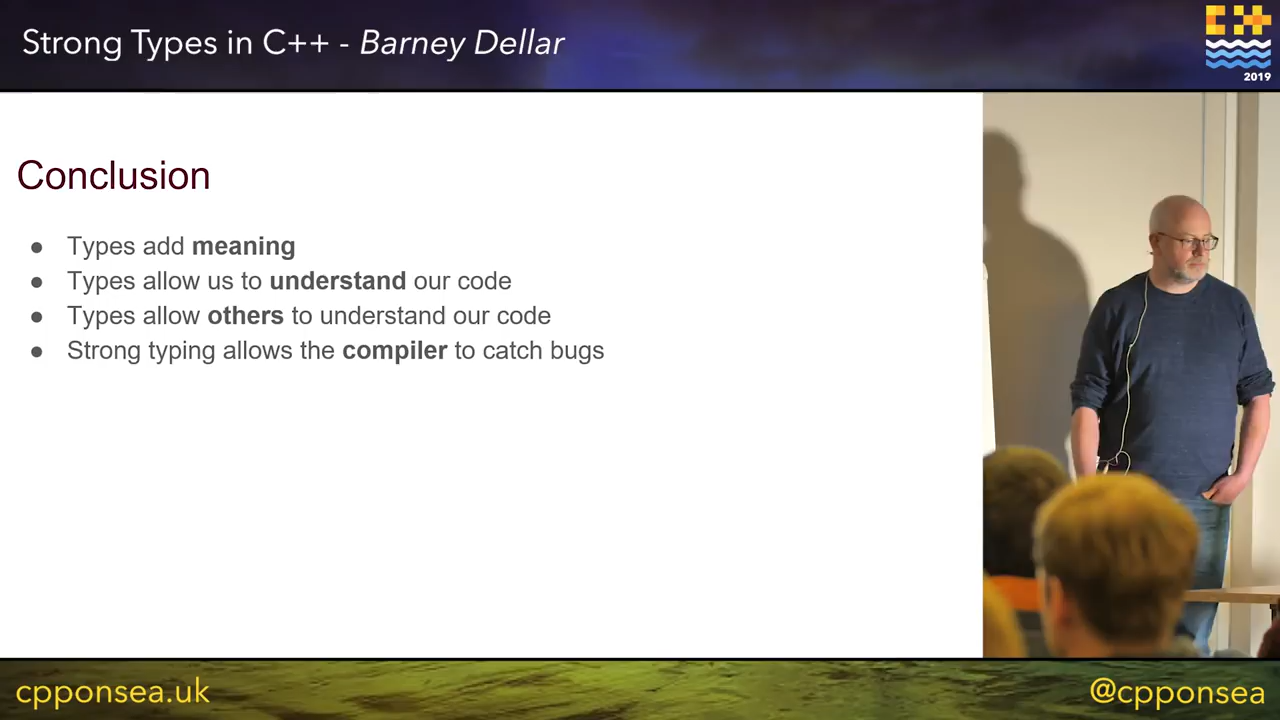 Strong Types in C++ - Barney Dellar
2019
Conclusion
● Types add meaning
● Types allow us to understand our code
● Types allow others to understand our code
● Strong typing allows the compiler to catch bugs
cpponsea.uk
@cpponsea